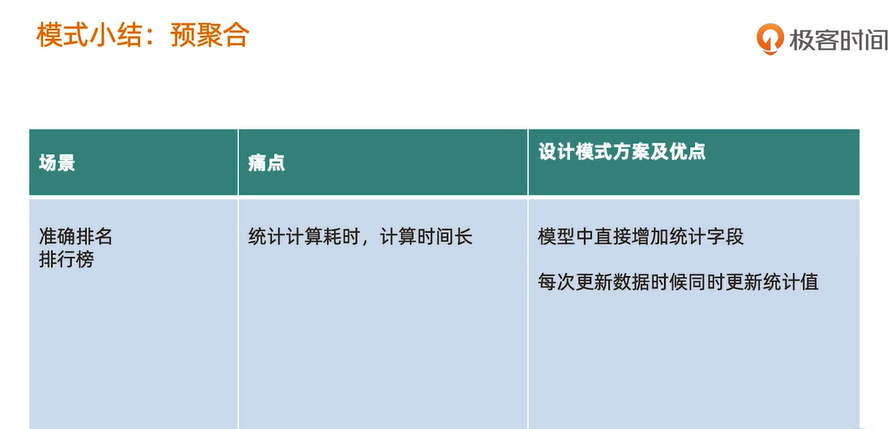 模式小结：预聚合
极客时间
场景
痛点
设计模式方案及优点
准确排名
排行榜
统计计算耗时，计算时间长
模型中直接增加统计字段
每次更新数据时候同时更新统计值